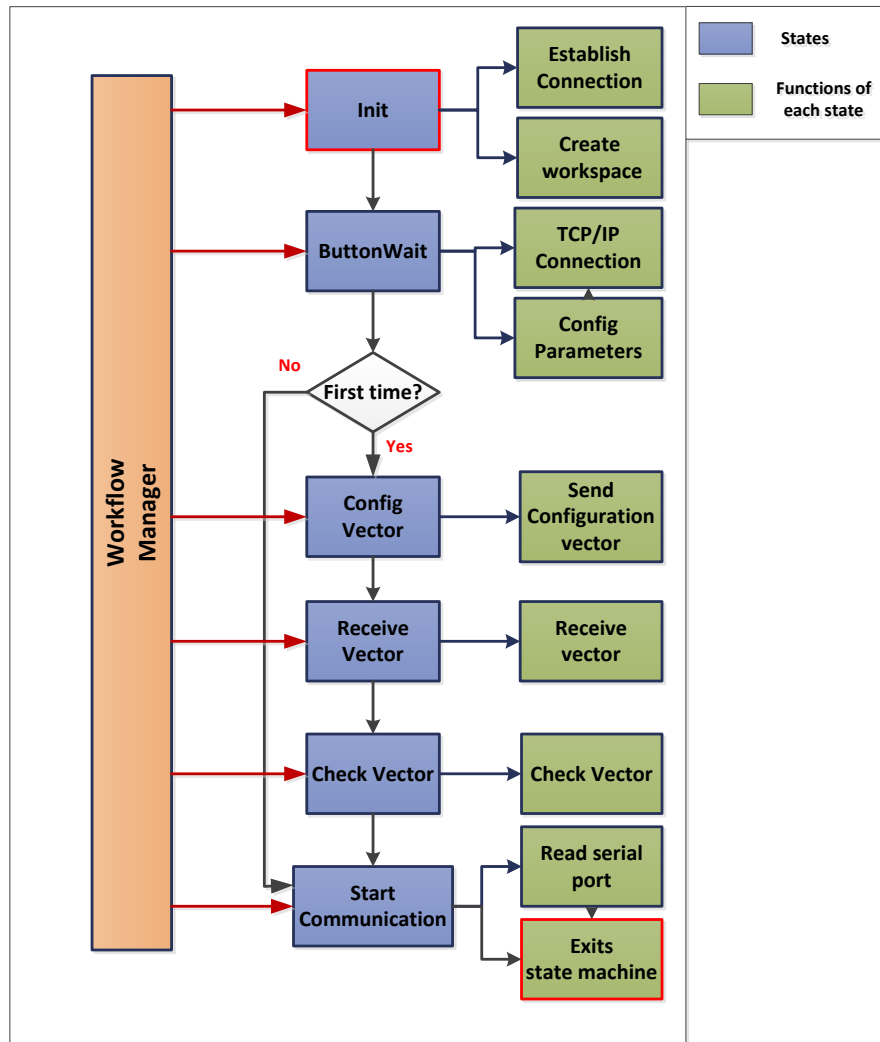 States
Functions of
each state
Workflow
Manager
Init
Establish
Connection
Create
workspace
ButtonWait
TCP/IP
Connection
Config
Parameters
No
First time?
Yes
Config
Vector
Send
Configuration
vector
Receive
Vector
Receive
vector
Check Vector
Check Vector
Start
Communication
Read serial
port
Exits
state machine